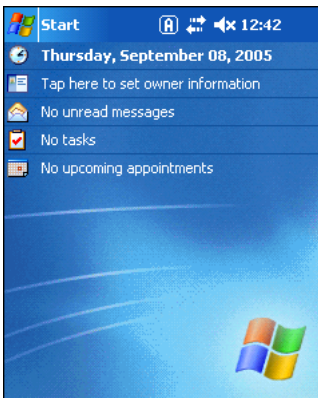 Start A 12:42
Thursday, September 08, 2005
Tap here to set owner information
No unread messages
No tasks
No upcoming appointments